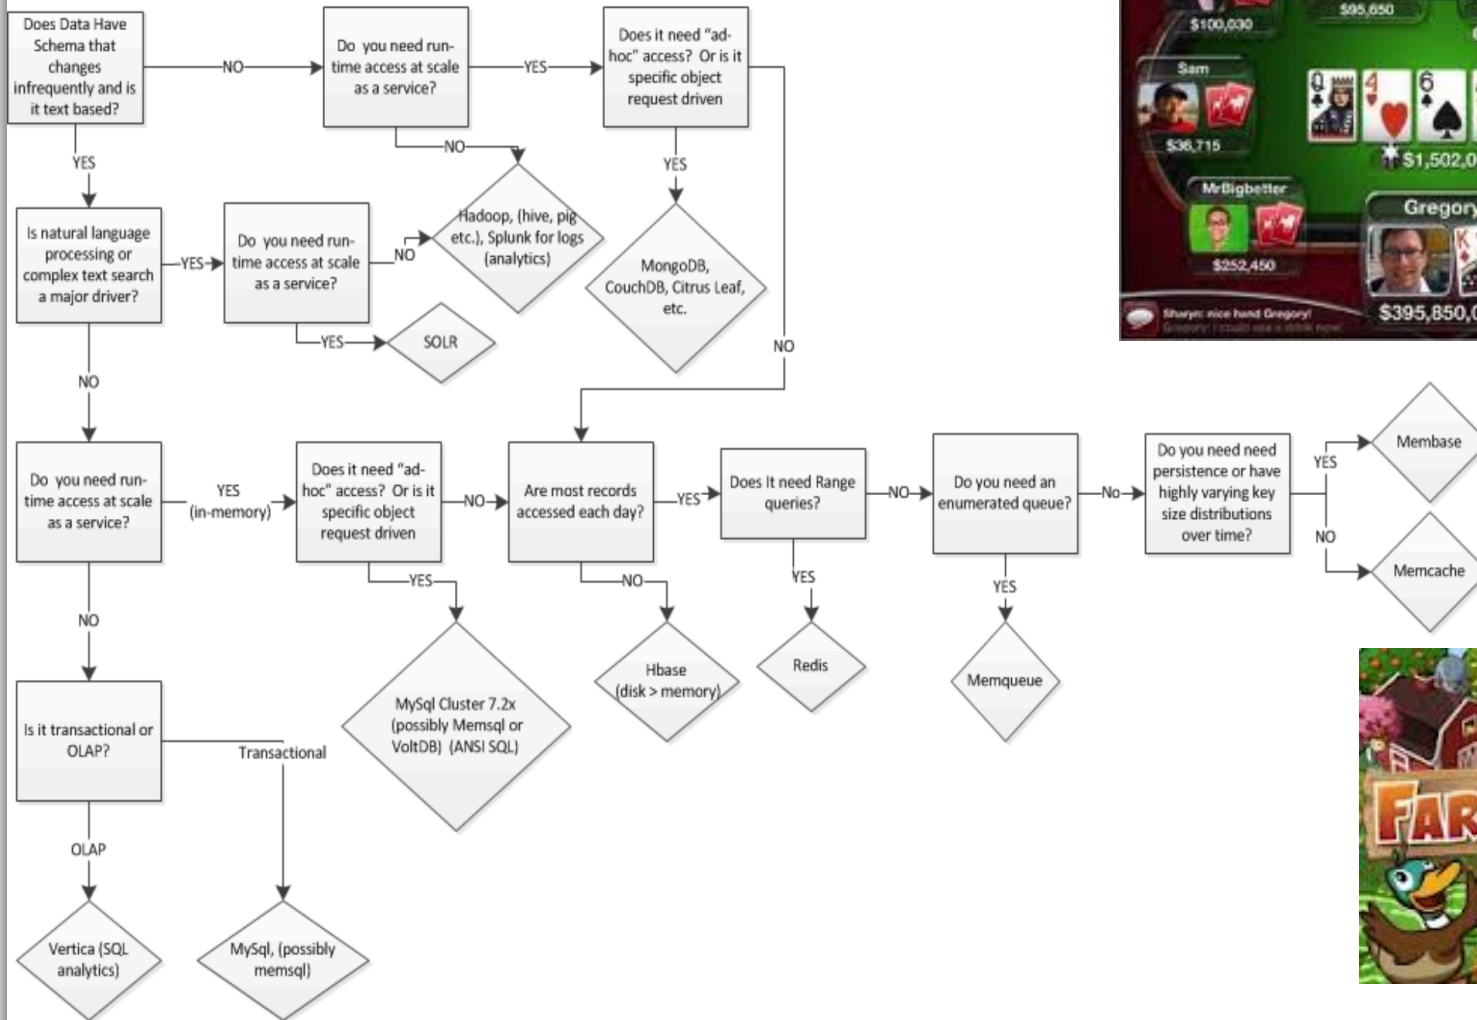 Does Data Have
Schema that
changes
infrequently and is
it text based?
NO
Do you need run-
time access at scale
as a service?
YES
Does it need "ad-
hoc" access? Or is it
specific object
request driven
YES
NO
YES
NO
Is natural language
processing or
complex text search
a major driver?
YES
Do you need run-
time access at scale
as a service?
NO
Hadoop, (hive, pig
etc.), Splunk for logs
(analytics)
MongoDB,
CouchDB, Citrus Leaf,
etc.
YES
SOLR
NO
NO
Do you need run-
time access at scale
as a service?
YES
(in-memory)
Does it need "ad-
hoc" access? Or is it
specific object
request driven
NO
Are most records
accessed each day?
YES
Does It need Range
queries?
NO
Do you need an
enumerated queue?
No
Do you need need
persistence or have
highly varying key
size distributions
over time?
YES
Membase
NO
Memcache
YES
NO
YES
YES
NO
MySql Cluster 7.2x
(possibly Memsql or
VoltDB) (ANSI SQL)
Hbase
(disk > memory)
Redis
Memqueue
Is it transactional or
OLAP?
Transactional
OLAP
Vertica (SQL
analytics)
MySql, (possibly
memsql)
$100,030
$95,650
Sam
$36,715
Q
4
6
$1,502,0
MrBigbetter
$252,450
Gregory
K
$395,850,0
Sharyn: nice hand Gregory!
Gregory: I could use a drink now
FAR